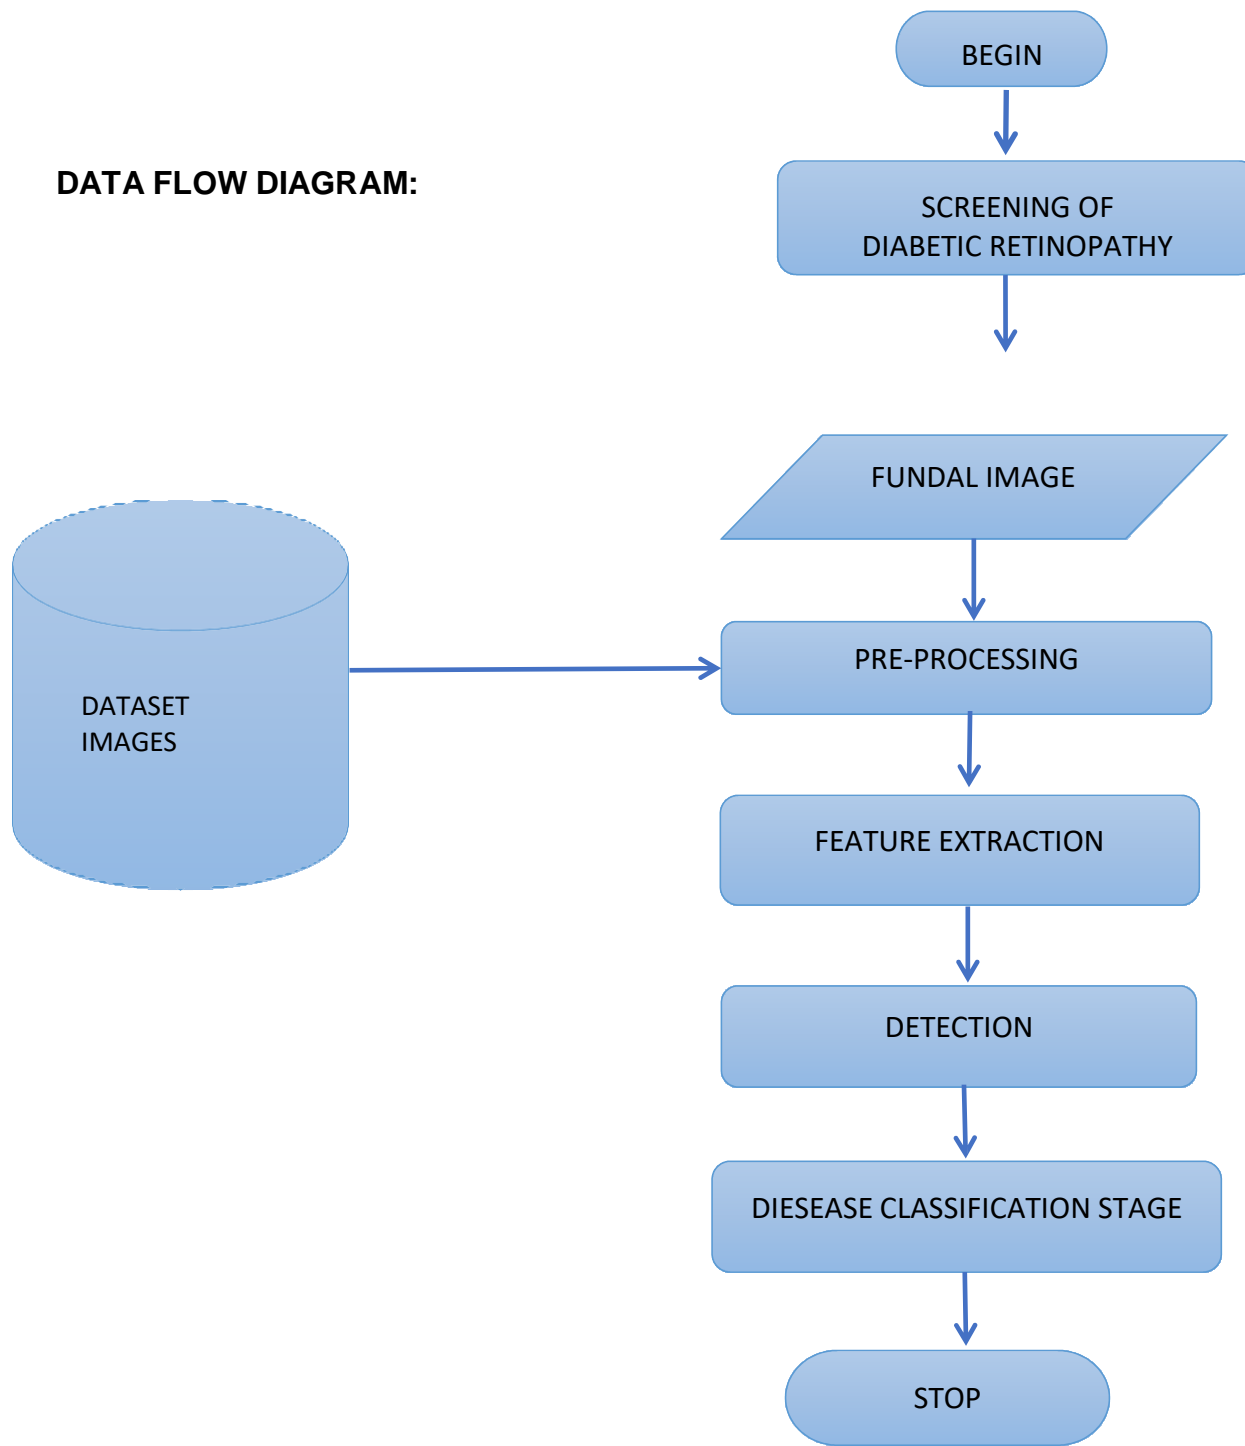 BEGIN
DATA FLOW DIAGRAM:
SCREENING OF
DIABETIC RETINOPATHY
FUNDAL IMAGE
PRE-PROCESSING
DATASET
IMAGES
FEATURE EXTRACTION
DETECTION
DIESEASE CLASSIFICATION STAGE
STOP